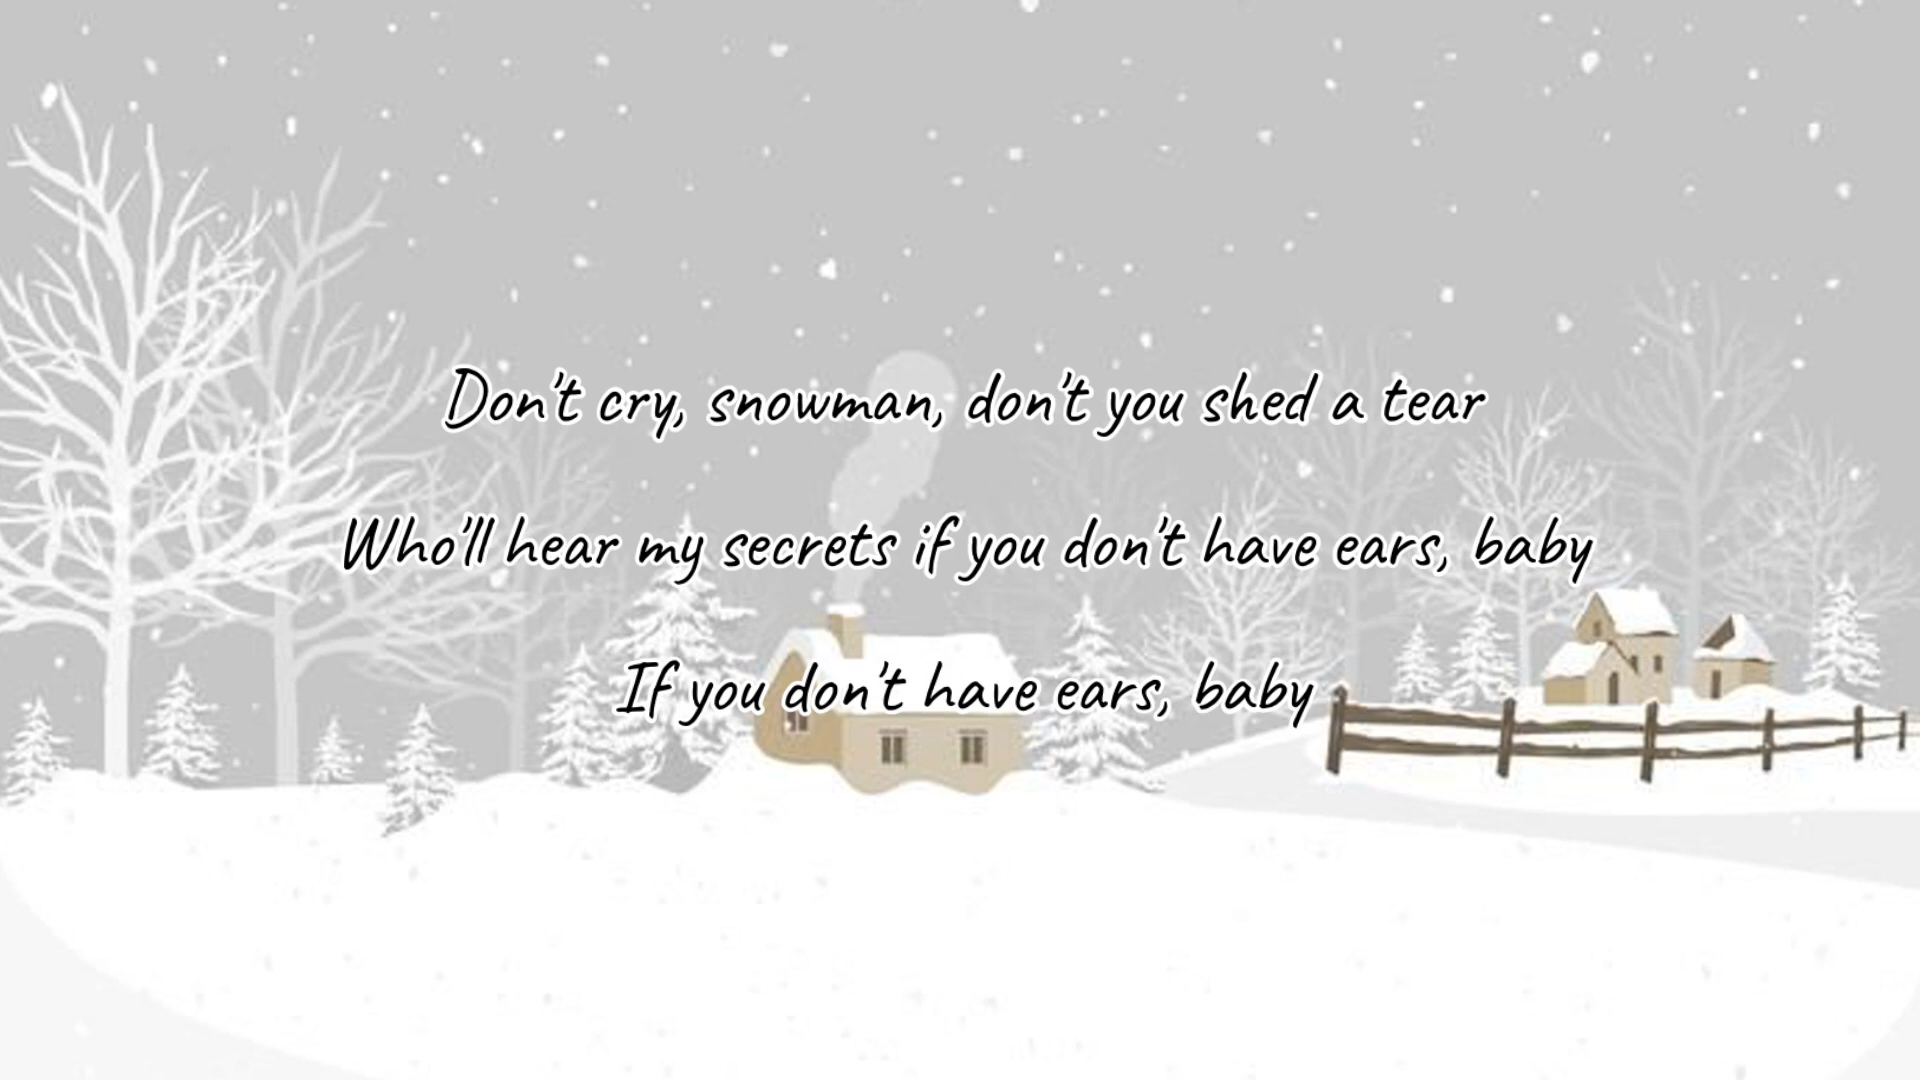 Don't cry, snowman, don't you shed a tear
Who'll hear my secrets if you don't have ears, baby
If you don't have ears, baby